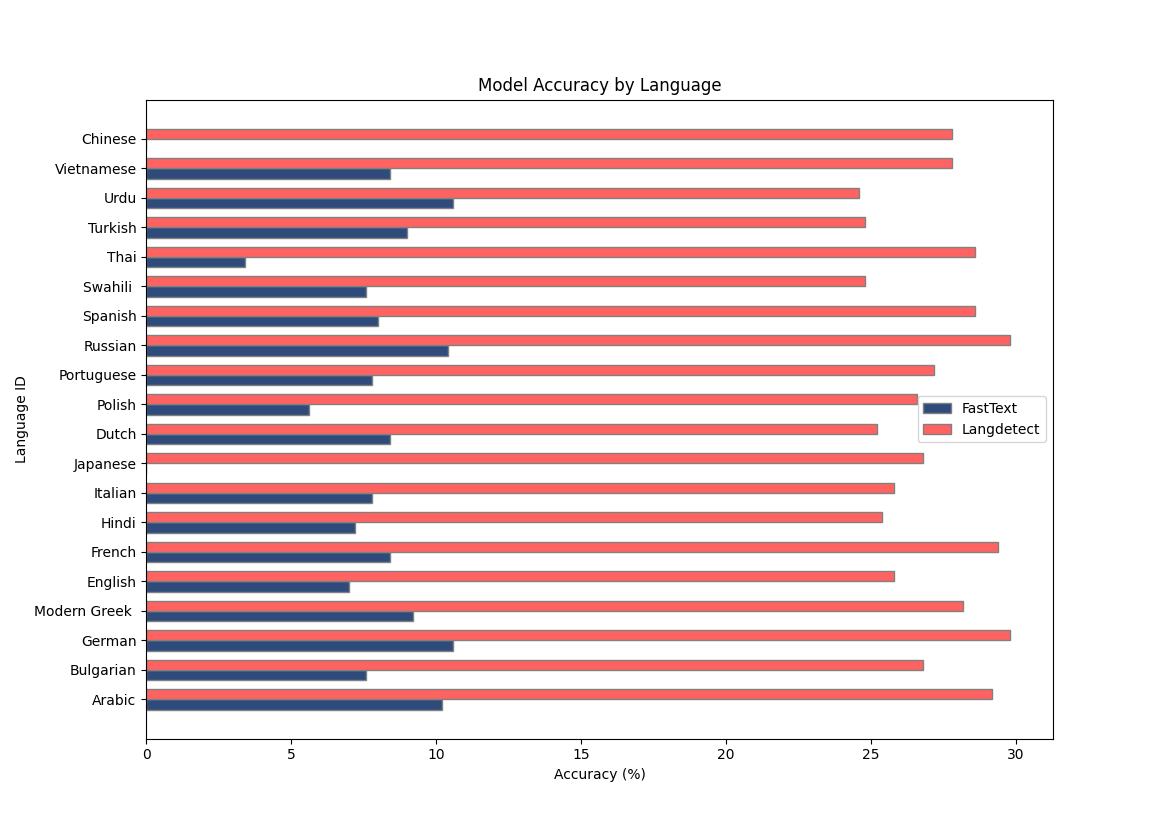 Model Accuracy by Language
Chinese
Vietnamese
Urdu
Turkish
Thai
Swahili
Spanish
Russian
Portuguese
Polish
Dutch
Japanese
Italian
Hindi
French
English
Modern Greek
German
Bulgarian
Arabic
Language ID
FastText
Langdetect
0 5 10 15 20 25 30
Accuracy (%)